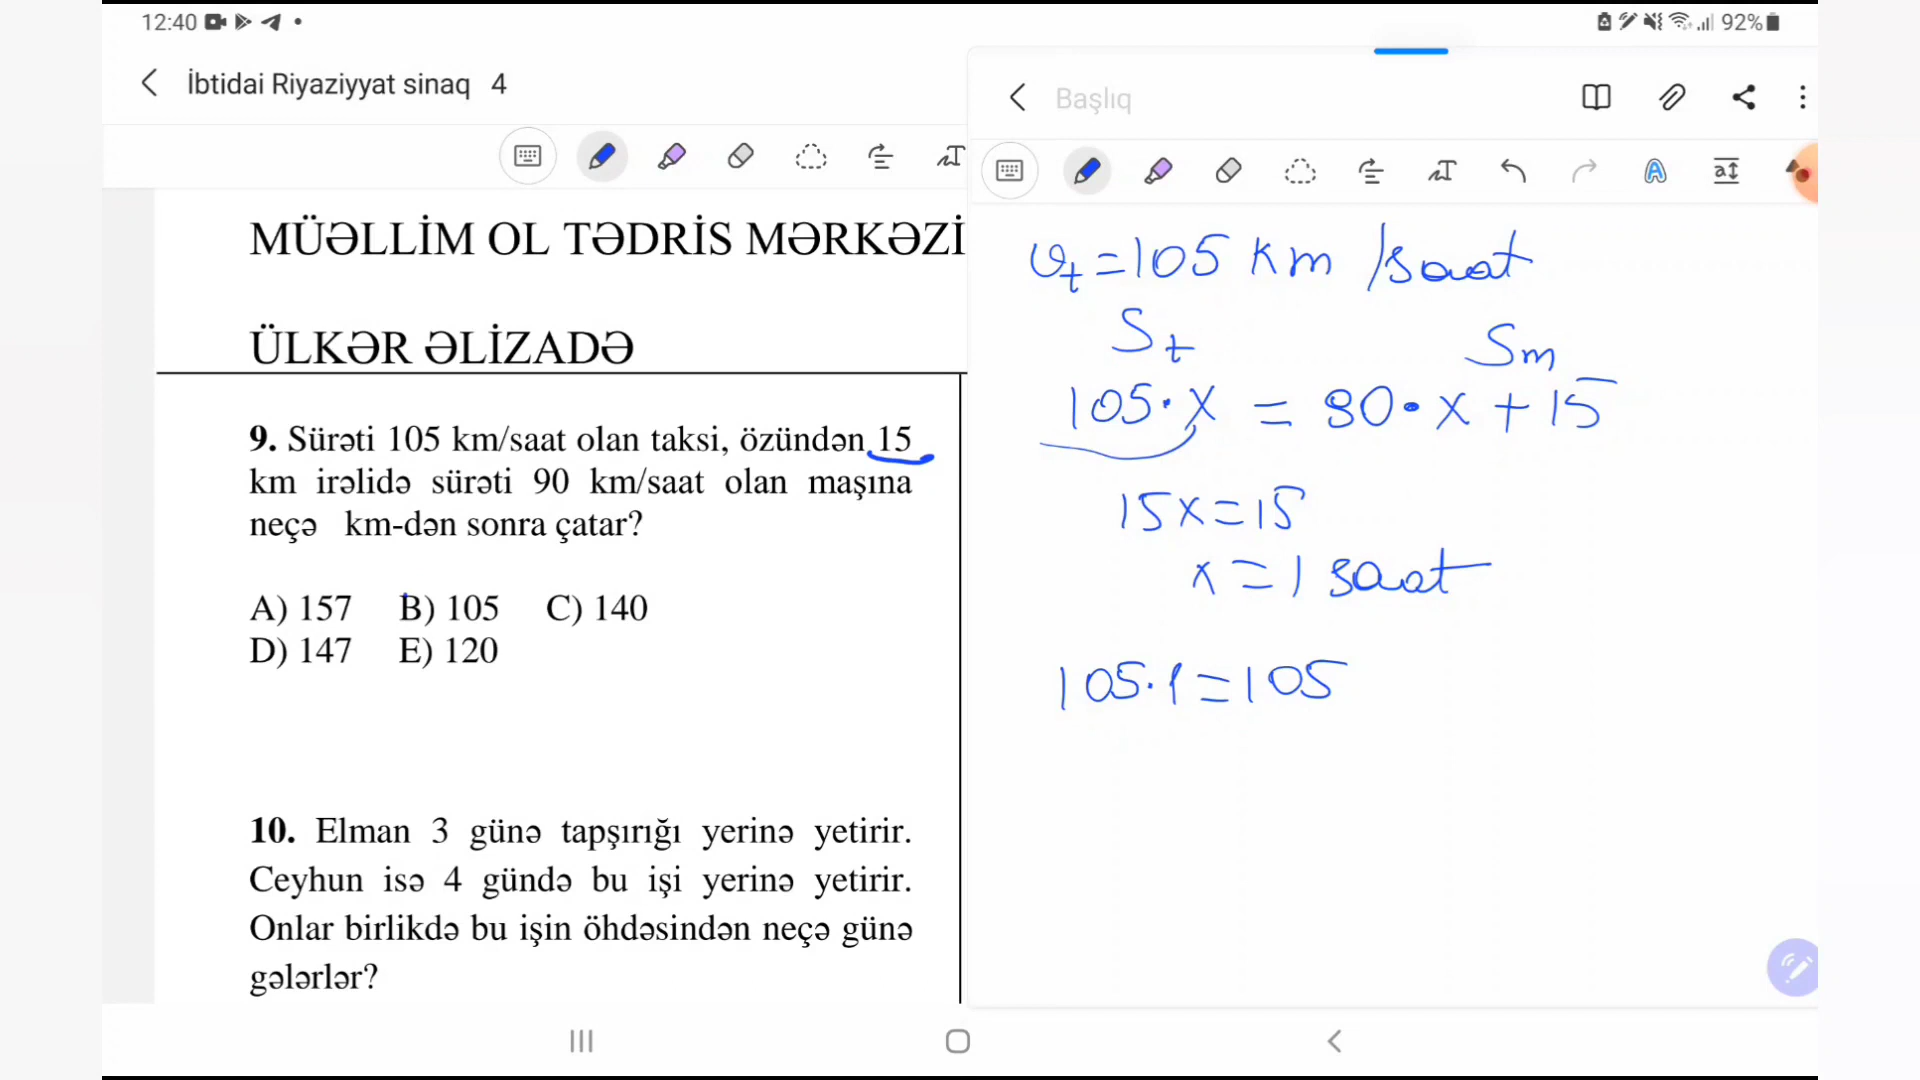 12:40
92%
İbtidai Riyaziyyat sinaq 4
Başlıq
MÜƏLLİM OL TƏDRİS MƏRKƏZİ
ÜLKƏR ƏLİZADƏ
9. Sürəti 105 km/saat olan taksi, özündən 15
km irəlidə sürəti 90 km/saat olan maşına
neçə km-dən sonra çatar?
A) 157 B) 105 C) 140
D) 147 E) 120
10. Elman 3 günə tapşırığı yerinə yetirir.
Ceyhun isə 4 gündə bu işi yerinə yetirir.
Onlar birlikdə bu işin öhdəsindən neçə günə
gələrlər?
υt=105 km /saat
St Sm
105·x = 90·x+15
15x=15
x=1 saat
105·1=105